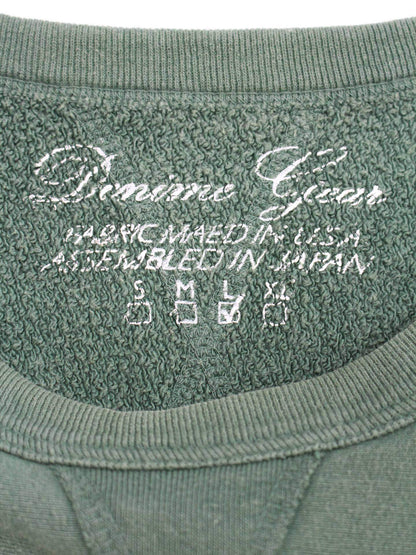 Denime Gear
FABRIC MAED IN U.S.A
ASSEMBLED IN JAPAN
S M L XL